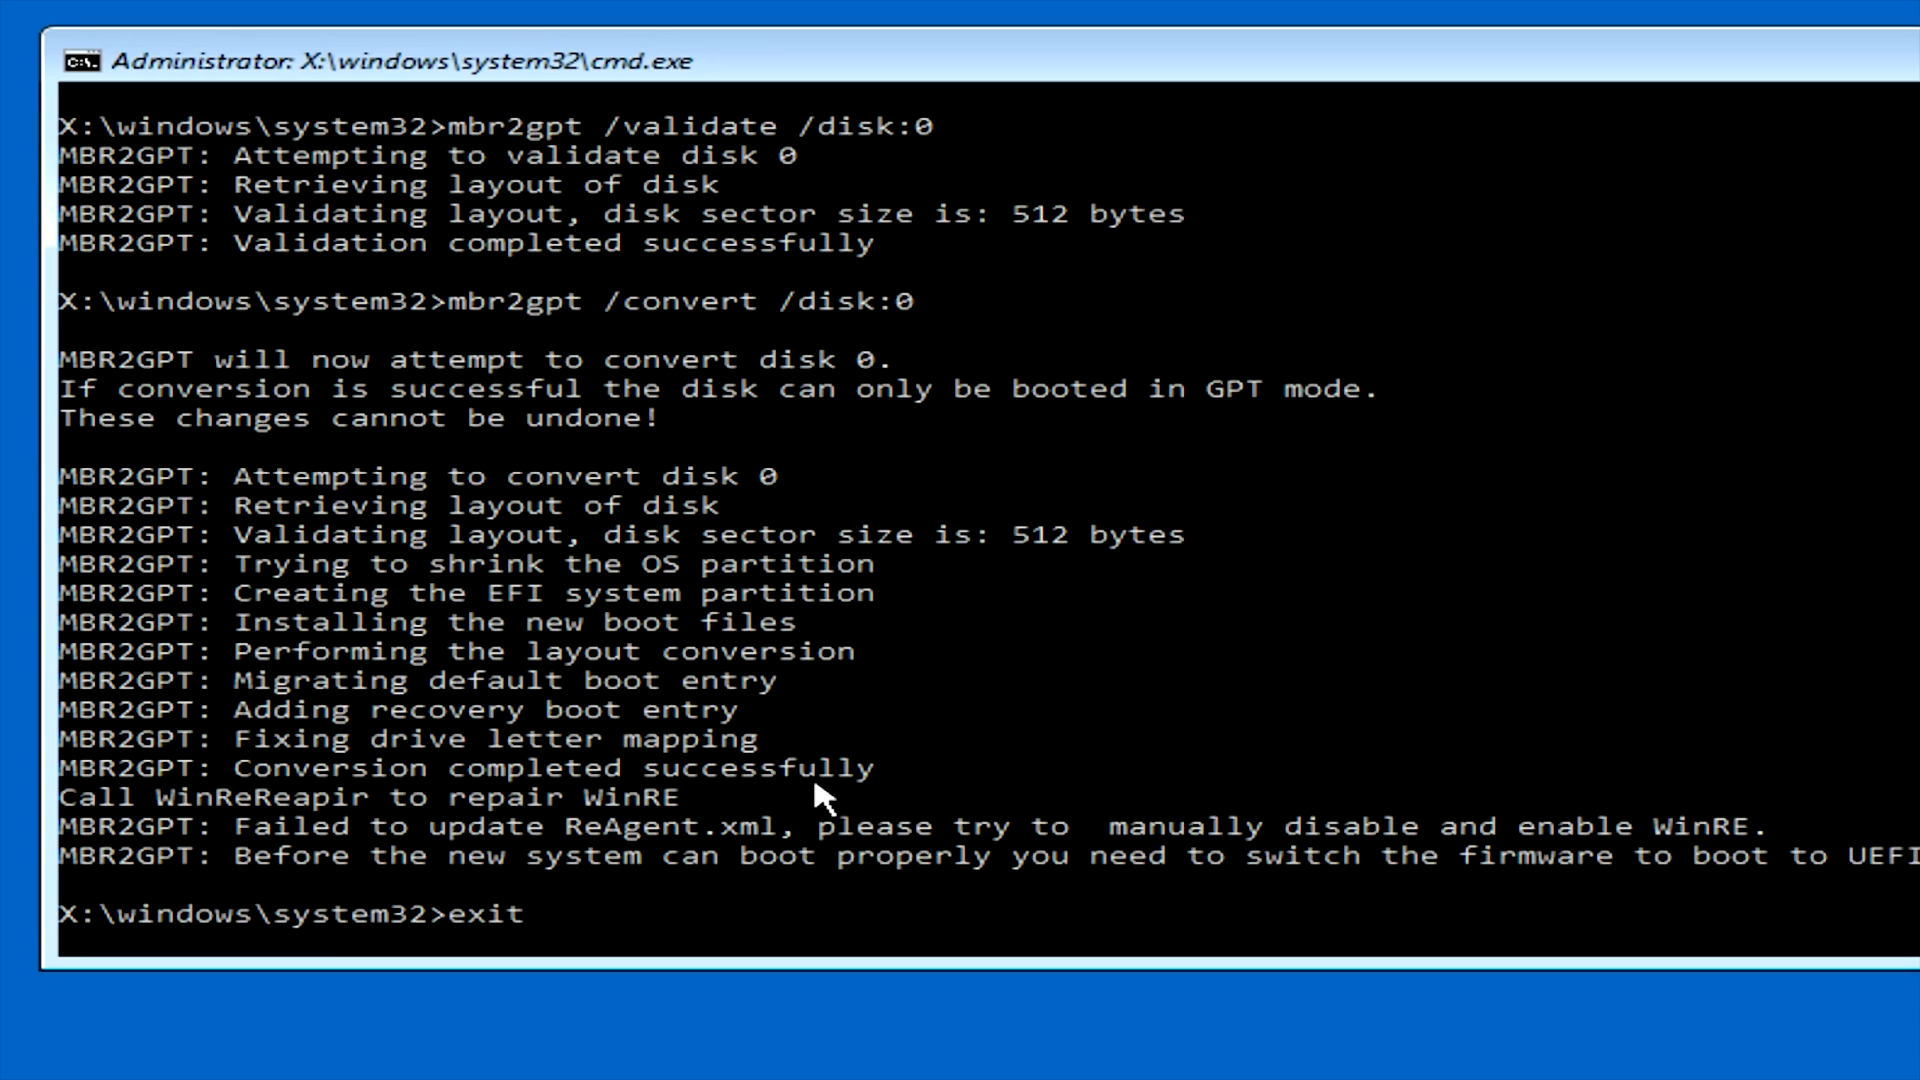 Administrator: X:\windows\system32\cmd.exe
X:\windows\system32>mbr2gpt /validate /disk:0
MBR2GPT: Attempting to validate disk 0
MBR2GPT: Retrieving layout of disk
MBR2GPT: Validating layout, disk sector size is: 512 bytes
MBR2GPT: Validation completed successfully
X:\windows\system32>mbr2gpt /convert /disk:0
MBR2GPT will now attempt to convert disk 0.
If conversion is successful the disk can only be booted in GPT mode.
These changes cannot be undone!
MBR2GPT: Attempting to convert disk 0
MBR2GPT: Retrieving layout of disk
MBR2GPT: Validating layout, disk sector size is: 512 bytes
MBR2GPT: Trying to shrink the OS partition
MBR2GPT: Creating the EFI system partition
MBR2GPT: Installing the new boot files
MBR2GPT: Performing the layout conversion
MBR2GPT: Migrating default boot entry
MBR2GPT: Adding recovery boot entry
MBR2GPT: Fixing drive letter mapping
MBR2GPT: Conversion completed successfully
Call WinReReapir to repair WinRE
MBR2GPT: Failed to update ReAgent.xml, please try to  manually disable and enable WinRE.
MBR2GPT: Before the new system can boot properly you need to switch the firmware to boot to UEFI
X:\windows\system32>exit